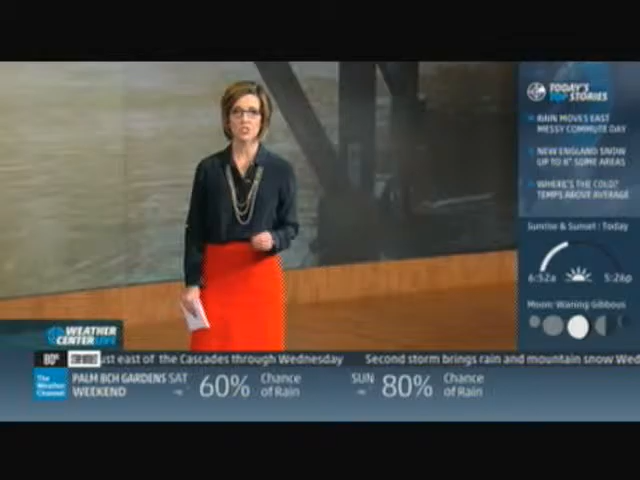 TODAY'S
TOP STORIES
RAIN MOVES EAST
MESSY COMMUTE DAY
NEW ENGLAND SNOW
UP TO 8" SOME AREAS
WHERE'S THE COLD?
TEMPS ABOVE AVERAGE
Sunrise & Sunset: Today
6:52a 5:28p
Moon: Waning Gibbous
WEATHER
CENTER LIVE
80° ust east of the Cascades through Wednesday Second storm brings rain and mountain snow Wed
The Weather Channel
PALM BCH GARDENS SAT 60% Chance of Rain SUN 80% Chance of Rain
WEEKEND